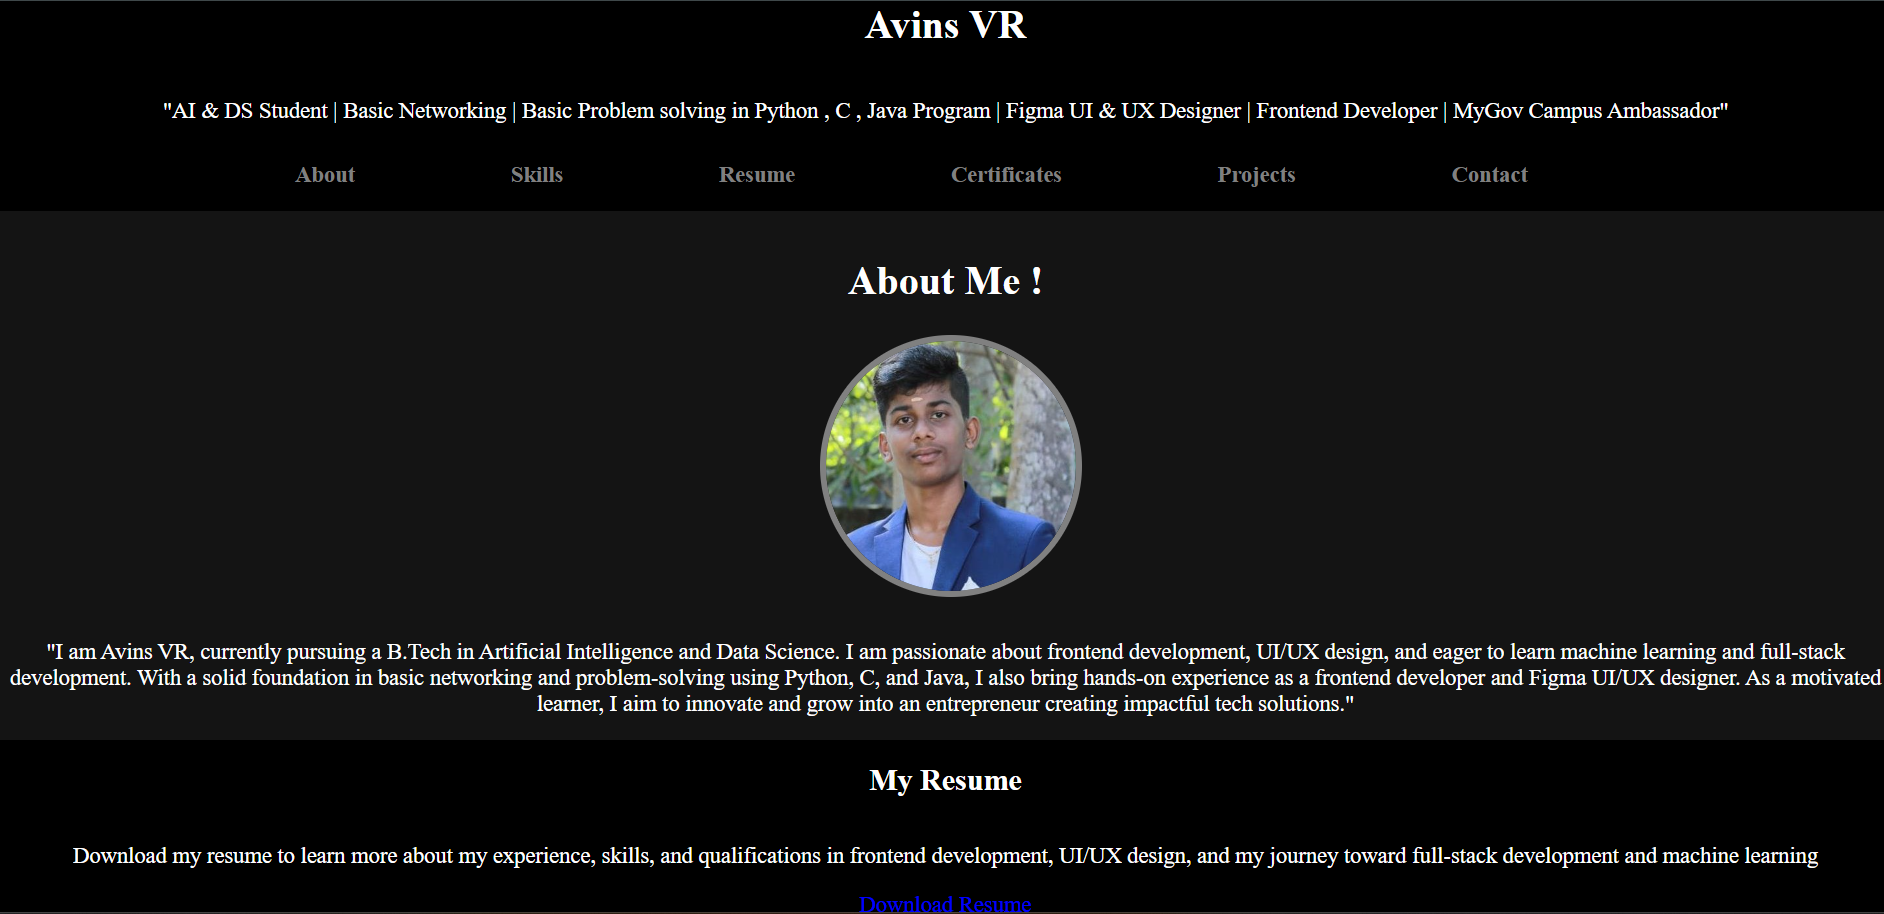 Avins VR
"AI & DS Student | Basic Networking | Basic Problem solving in Python , C , Java Program | Figma UI & UX Designer | Frontend Developer | MyGov Campus Ambassador"
About Skills Resume Certificates Projects Contact
About Me !
"I am Avins VR, currently pursuing a B.Tech in Artificial Intelligence and Data Science. I am passionate about frontend development, UI/UX design, and eager to learn machine learning and full-stack
development. With a solid foundation in basic networking and problem-solving using Python, C, and Java, I also bring hands-on experience as a frontend developer and Figma UI/UX designer. As a motivated
learner, I aim to innovate and grow into an entrepreneur creating impactful tech solutions."
My Resume
Download my resume to learn more about my experience, skills, and qualifications in frontend development, UI/UX design, and my journey toward full-stack development and machine learning
Download Resume